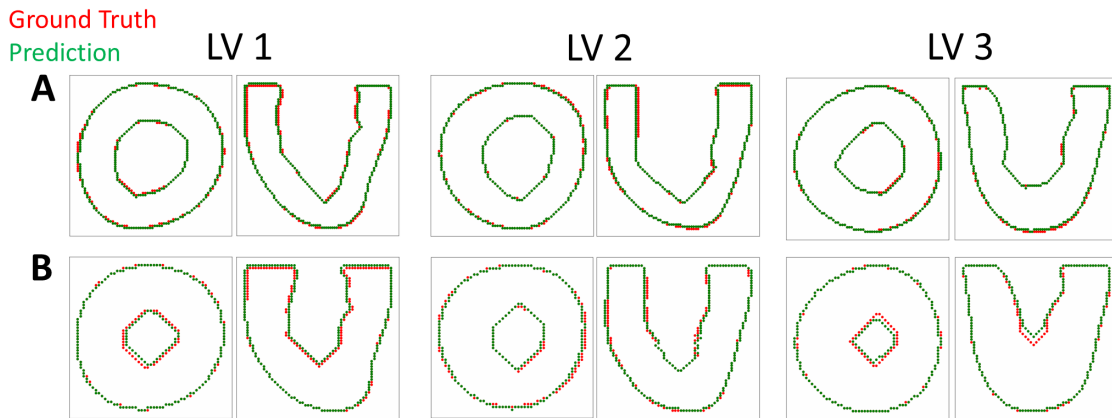 Ground Truth
Prediction
LV 1
LV 2
LV 3
A
B